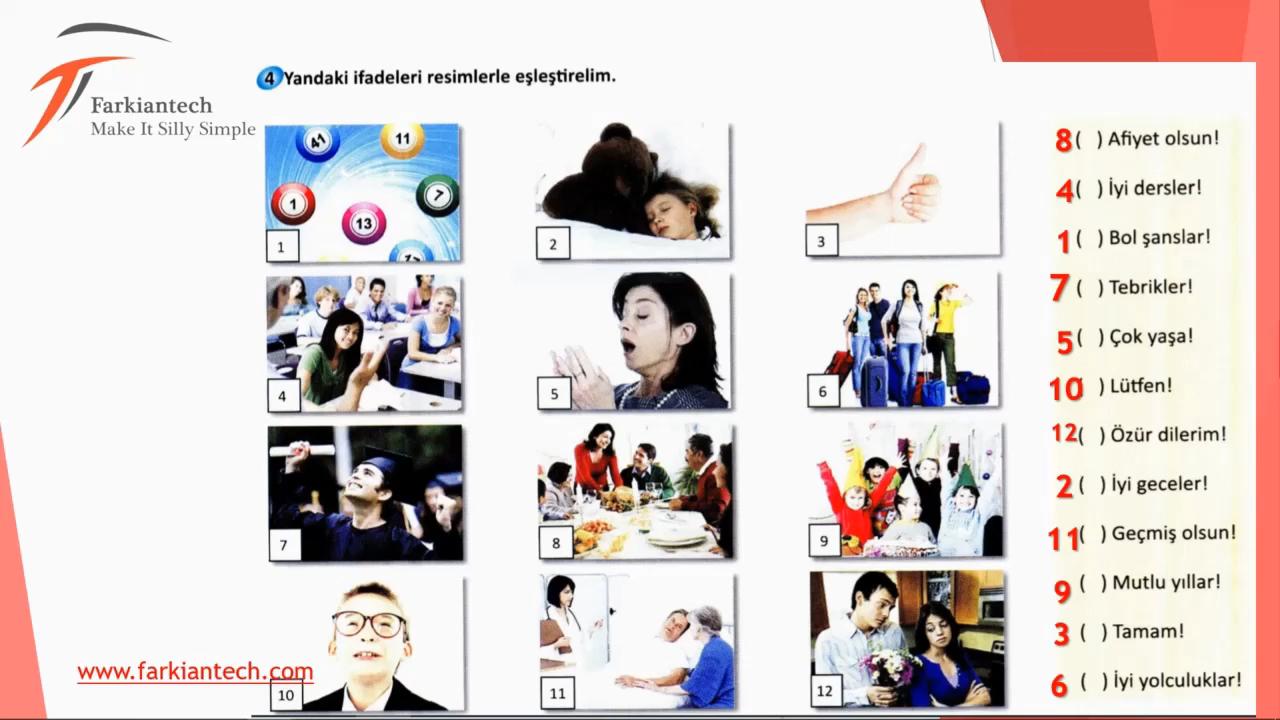 Farkiantech
Make It Silly Simple
4 Yandaki ifadeleri resimlerle eşleştirelim.
41
11
1
7
13
1
2
3
4
5
6
7
8
9
10
11
12
8 ( ) Afiyet olsun!
4 ( ) İyi dersler!
1 ( ) Bol şanslar!
7 ( ) Tebrikler!
5 ( ) Çok yaşa!
10 ) Lütfen!
12 ( ) Özür dilerim!
2 ( ) İyi geceler!
11 ( ) Geçmiş olsun!
9 ( ) Mutlu yıllar!
3 ( ) Tamam!
6 ( ) İyi yolculuklar!
www.farkiantech.com